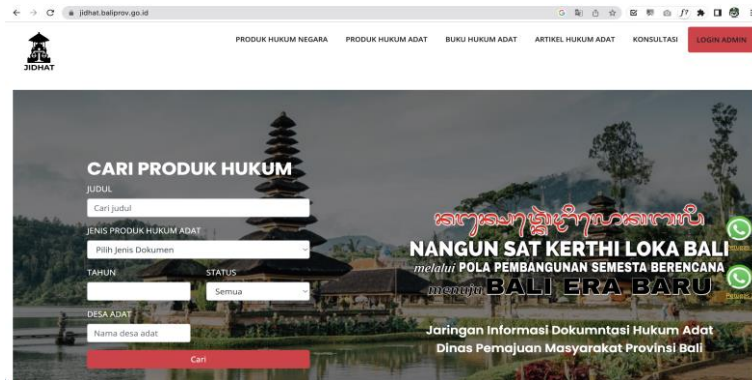 jidhat.baliprov.go.id
JIDHAT
PRODUK HUKUM NEGARA
PRODUK HUKUM ADAT
BUKU HUKUM ADAT
ARTIKEL HUKUM ADAT
KONSULTASI
LOGIN ADMIN
CARI PRODUK HUKUM
JUDUL
Cari judul
JENIS PRODUK HUKUM ADAT
Pilih Jenis Dokumen
TAHUN
STATUS
Semua
DESA ADAT
Nama desa adat
Cari
NANGUN SAT KERTHI LOKA BALI
melalui POLA PEMBANGUNAN SEMESTA BERENCANA
menuju BALI ERA BARU
Jaringan Informasi Dokumntasi Hukum Adat
Dinas Pemajuan Masyarakat Provinsi Bali